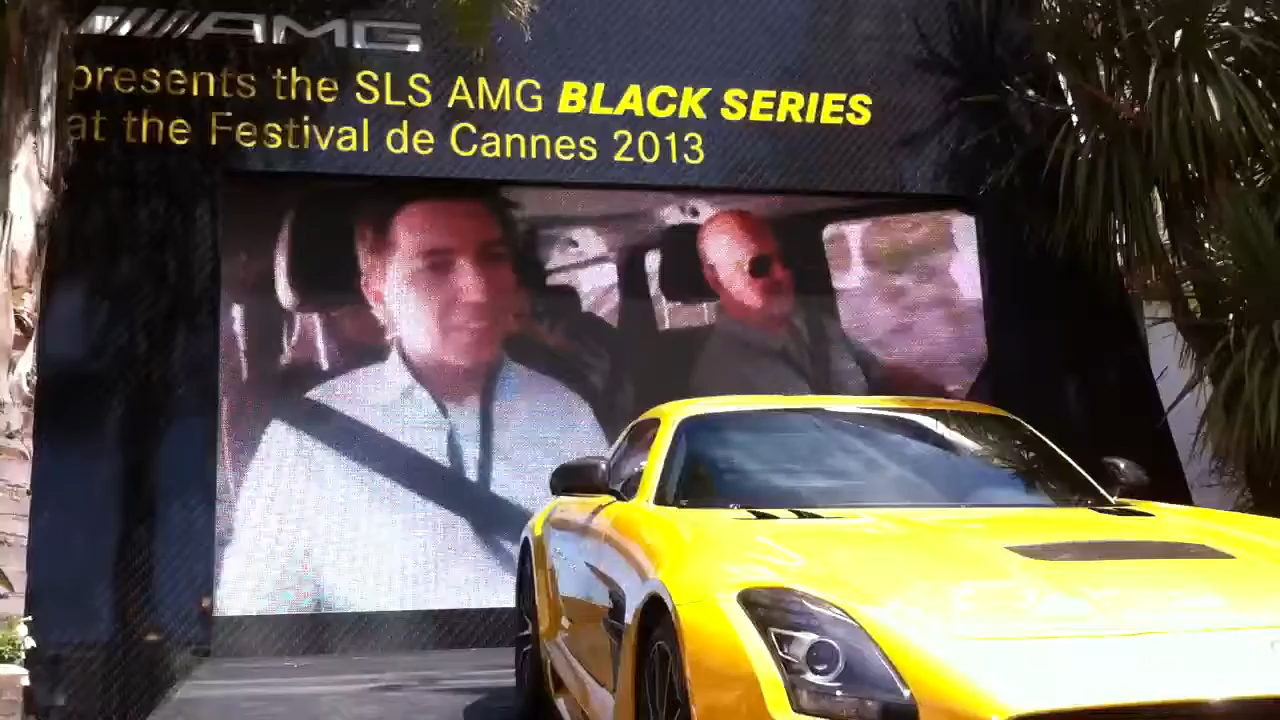 AMG
presents the SLS AMG BLACK SERIES
at the Festival de Cannes 2013